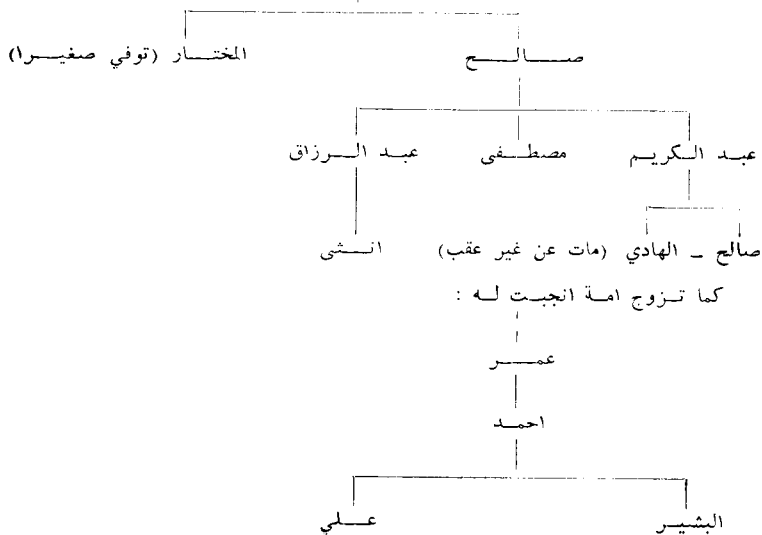 صالح المختار (توفي صغيرا)
عبد الكريم مصطفى عبد الرزاق
صالح - الهادي (مات عن غير عقب) انثى
كما تزوج امة انجبت له :
عمر
احمد
البشير علي